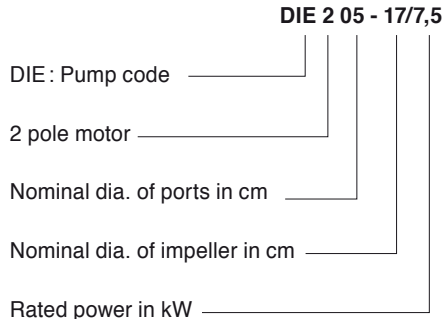 DIE 2 05 - 17/7,5
DIE : Pump code
2 pole motor
Nominal dia. of ports in cm
Nominal dia. of impeller in cm
Rated power in kW